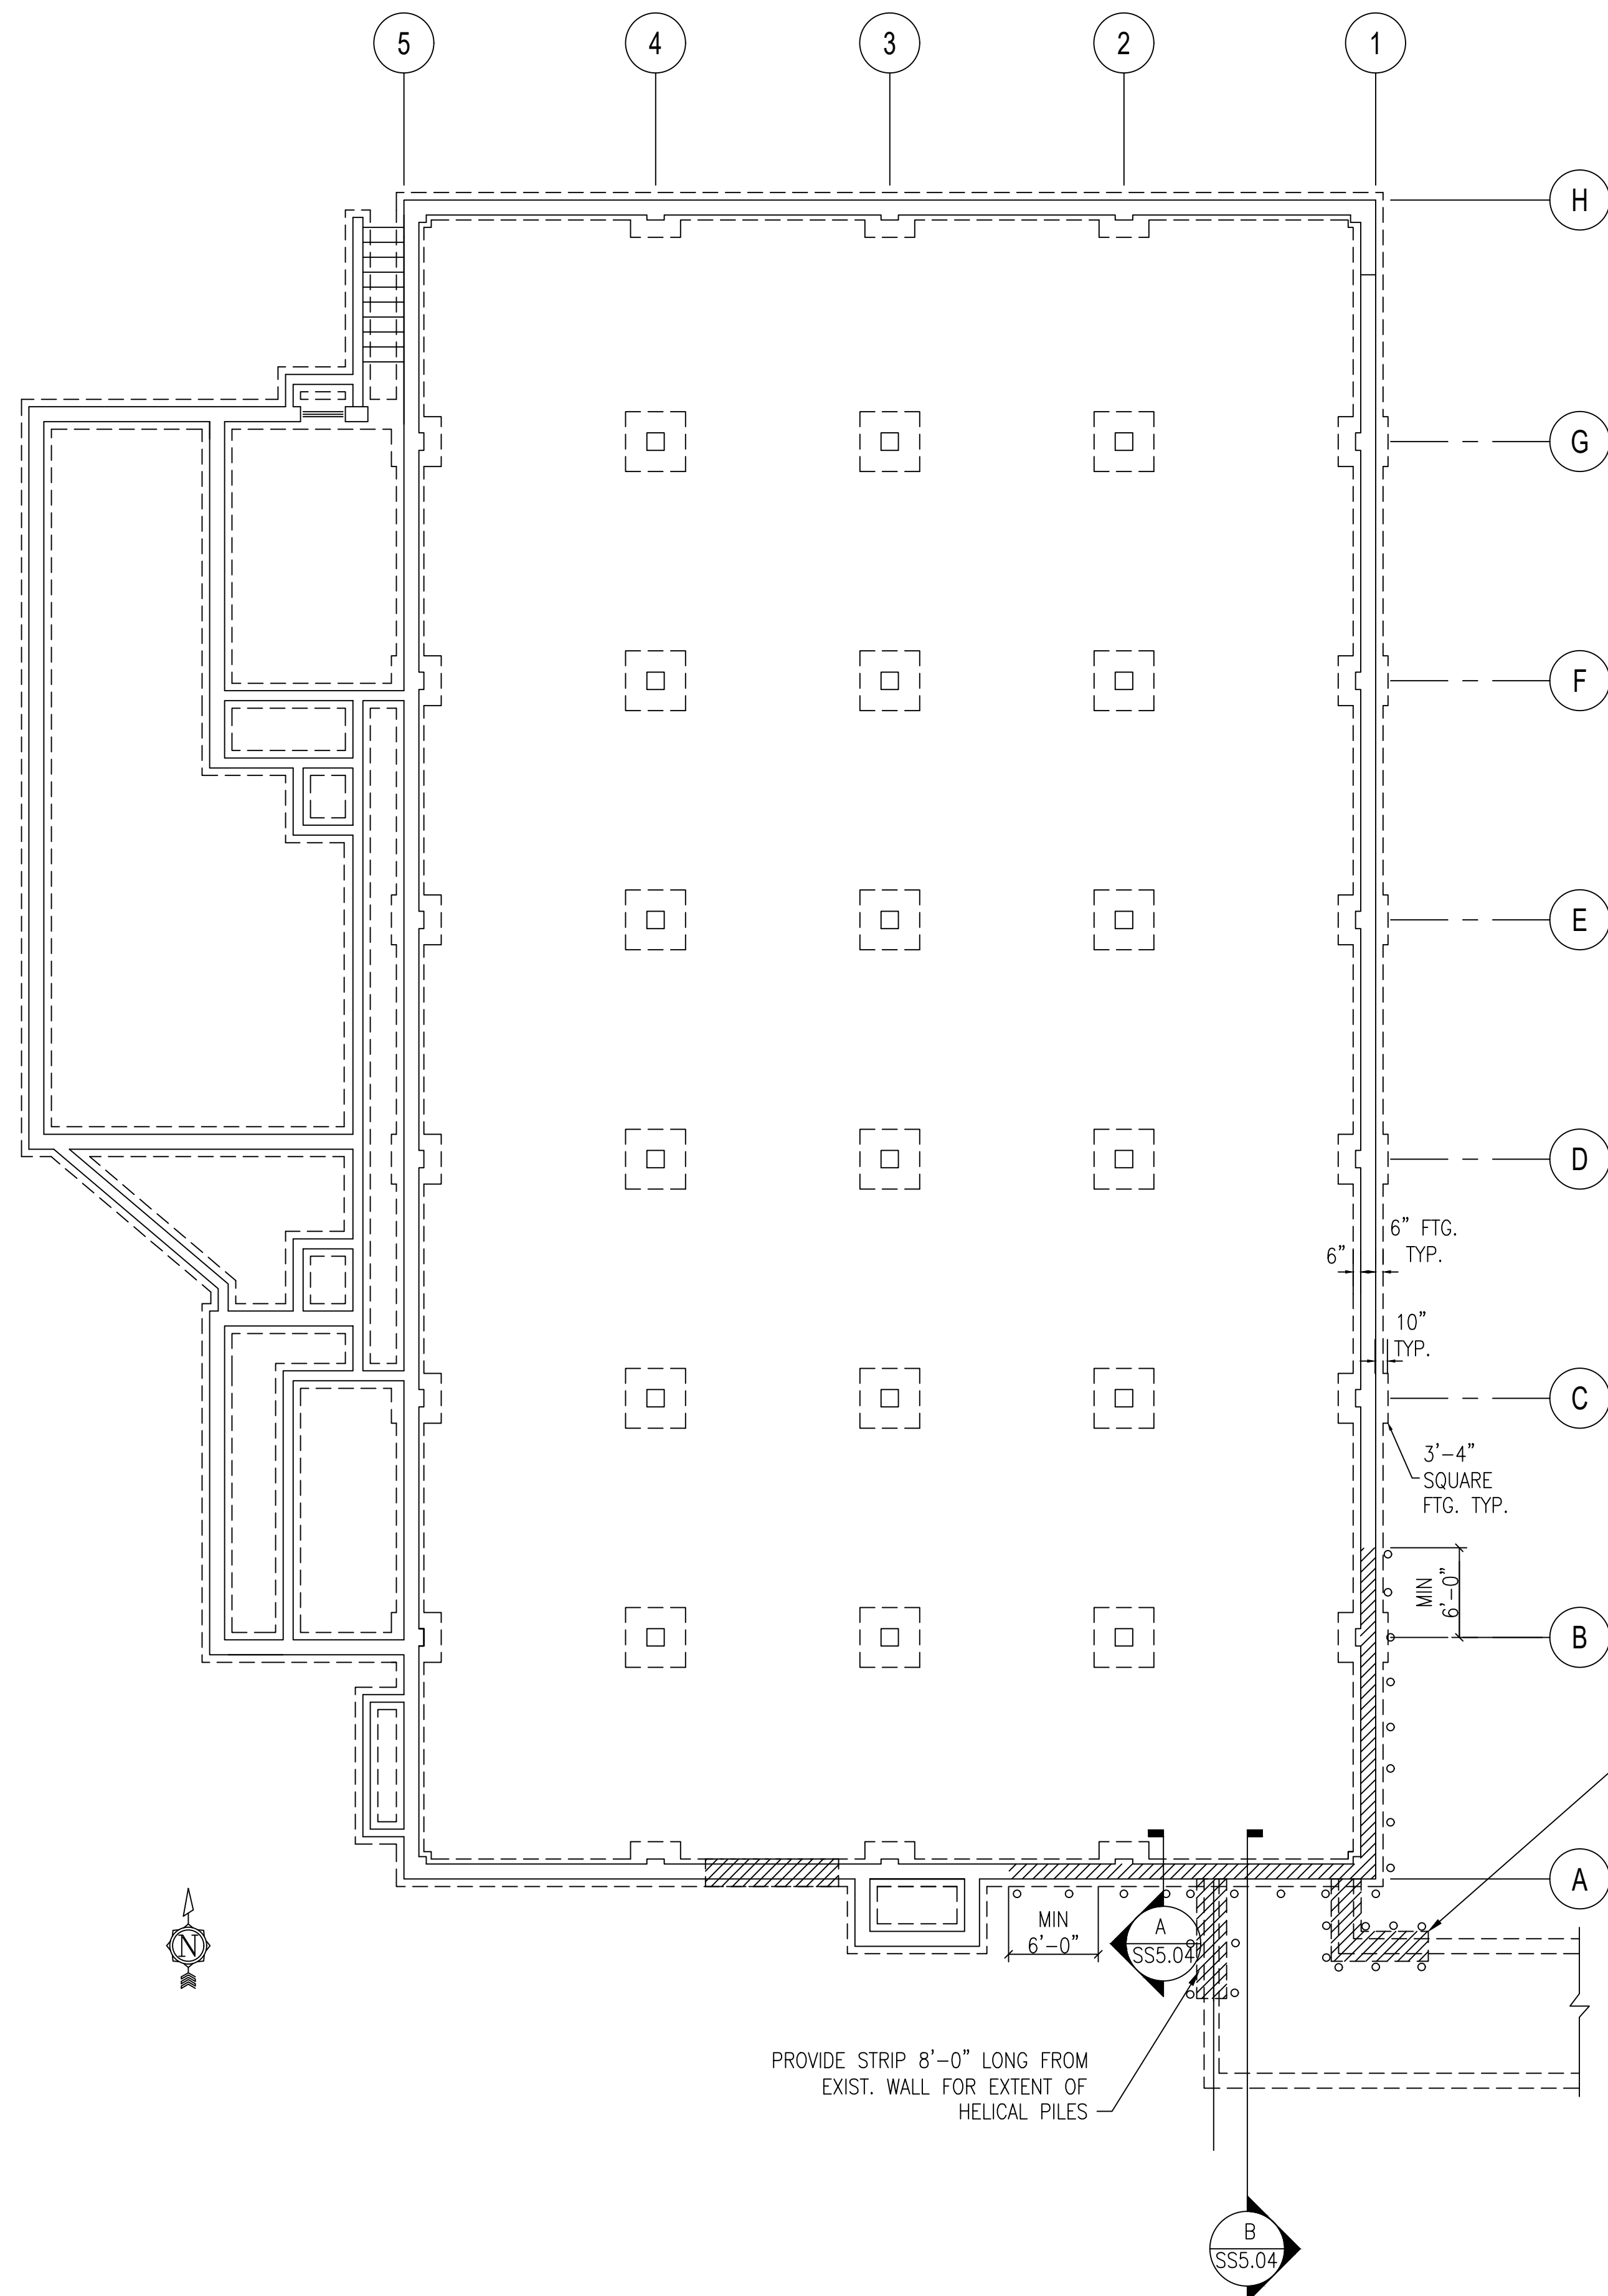 5
4
3
2
1
H
G
F
E
D
6" FTG.
TYP.
6"
10"
TYP.
C
3'-4"
SQUARE
FTG. TYP.
MIN
6'-0"
B
A
N
MIN
6'-0"
A
SS5.04
PROVIDE STRIP 8'-0" LONG FROM
EXIST. WALL FOR EXTENT OF
HELICAL PILES
B
SS5.04